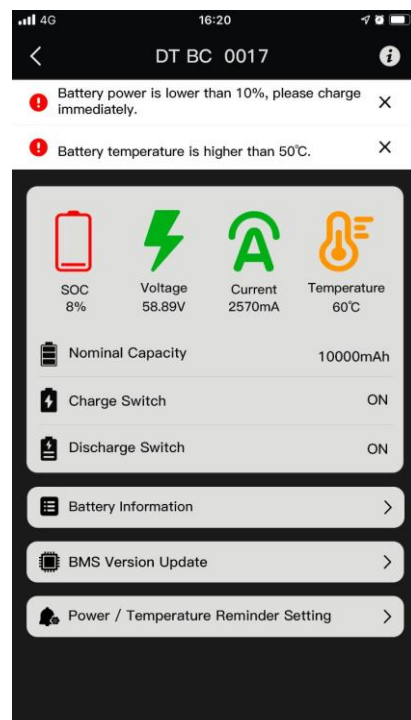 4G 16:20
DT BC 0017
Battery power is lower than 10%, please charge
immediately.
Battery temperature is higher than 50℃.
SOC Voltage Current Temperature
8% 58.89V 2570mA 60℃
Nominal Capacity 10000mAh
Charge Switch ON
Discharge Switch ON
Battery Information
BMS Version Update
Power / Temperature Reminder Setting